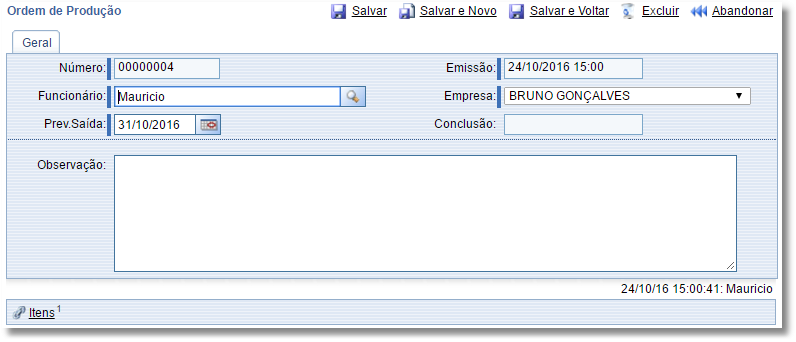 Ordem de Produção Salvar Salvar e Novo Salvar e Voltar Excluir Abandonar
Geral
Número: 00000004 Emissão: 24/10/2016 15:00
Funcionário: Mauricio Empresa: BRUNO GONÇALVES
Prev.Saída: 31/10/2016 Conclusão:
Observação:
24/10/16 15:00:41: Mauricio
Itens 1